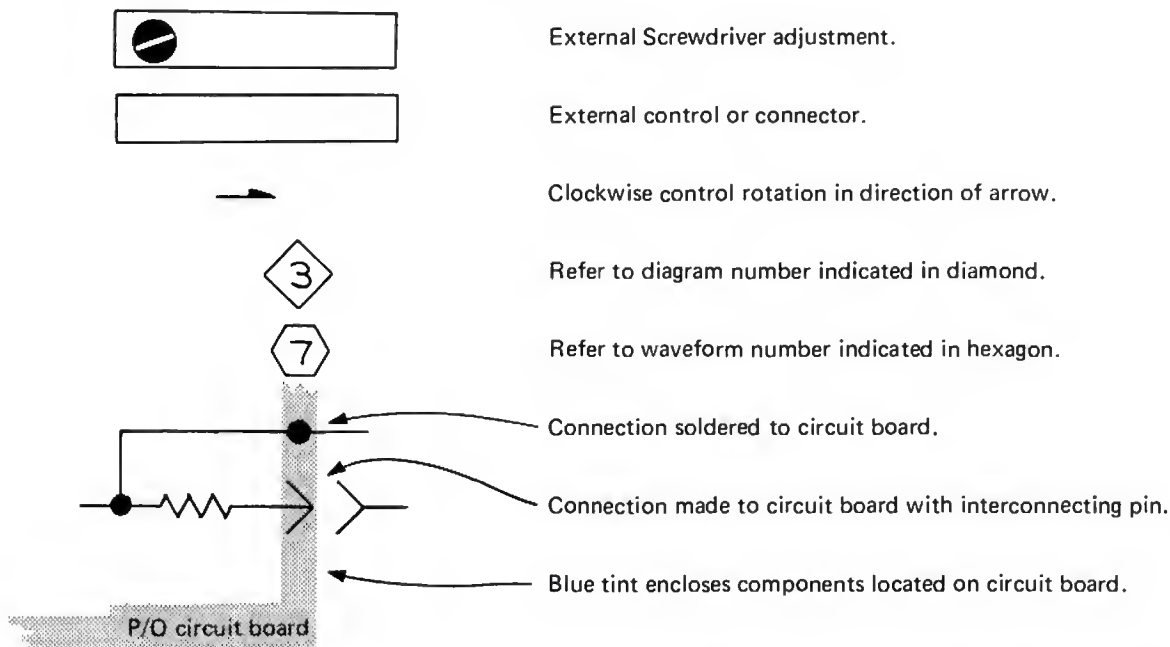 External Screwdriver adjustment.
External control or connector.
Clockwise control rotation in direction of arrow.
3
Refer to diagram number indicated in diamond.
7
Refer to waveform number indicated in hexagon.
Connection soldered to circuit board.
Connection made to circuit board with interconnecting pin.
Blue tint encloses components located on circuit board.
P/O circuit board